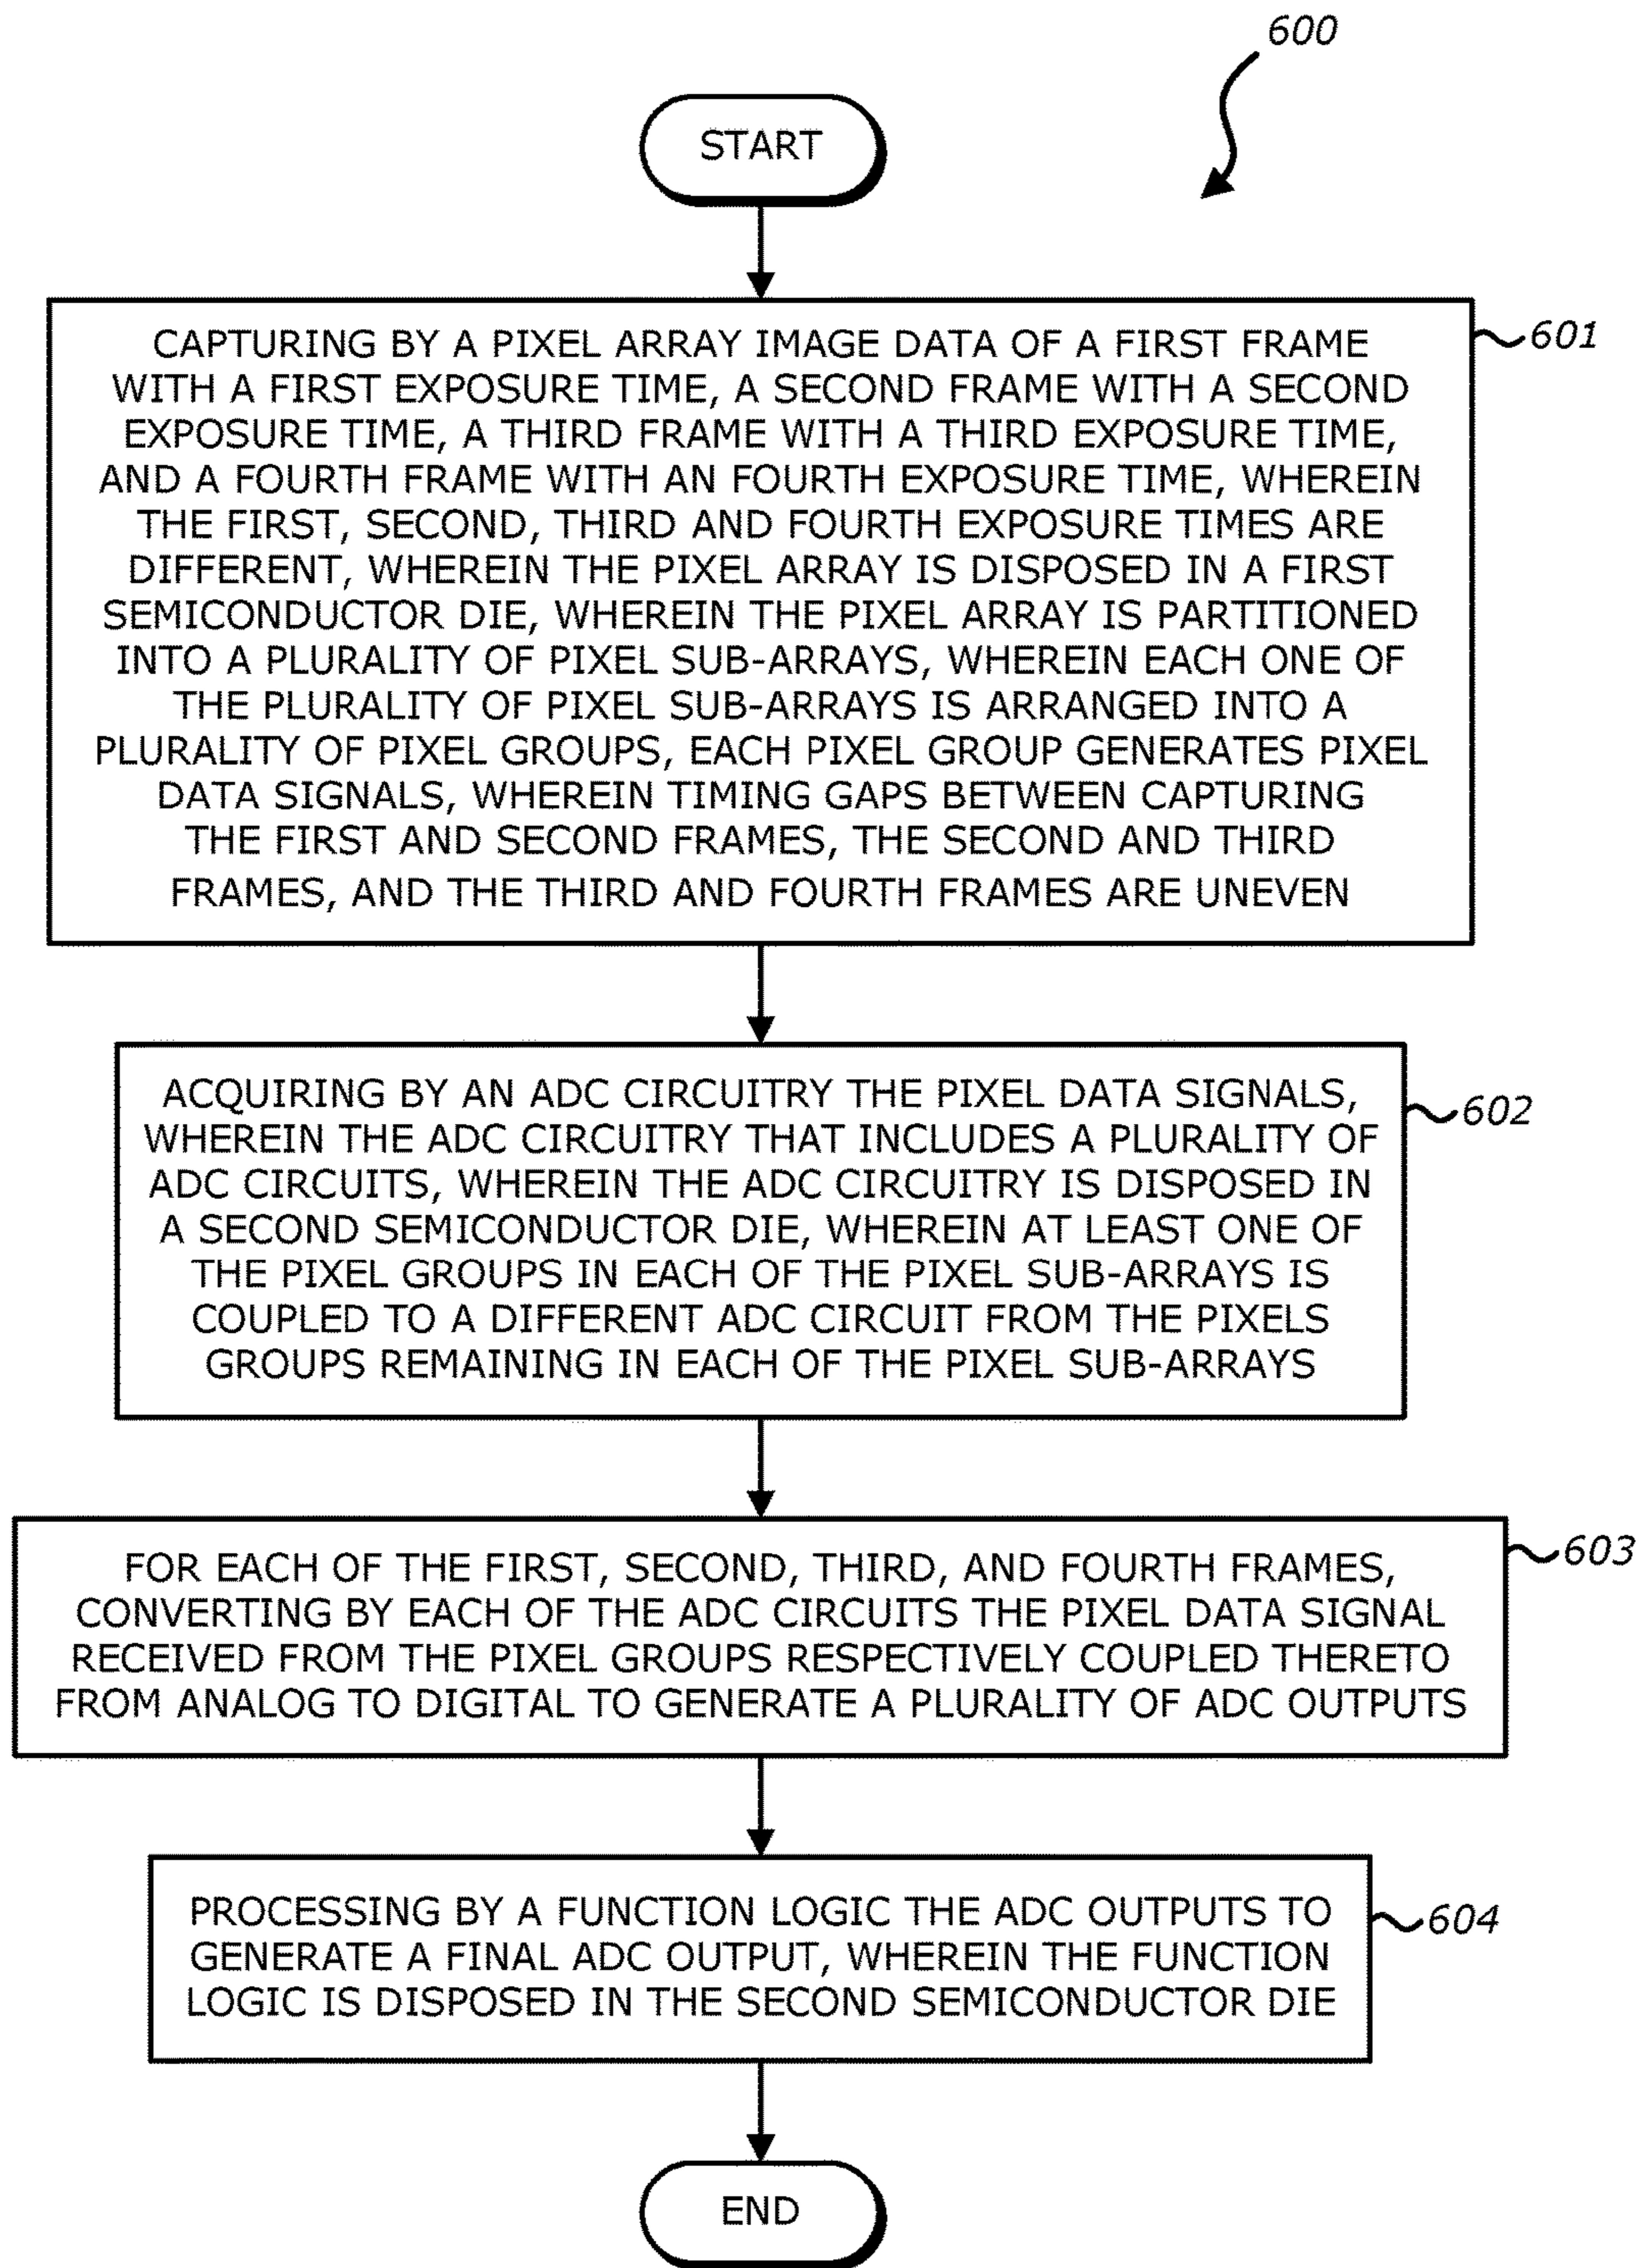 600
START
CAPTURING BY A PIXEL ARRAY IMAGE DATA OF A FIRST FRAME
WITH A FIRST EXPOSURE TIME, A SECOND FRAME WITH A SECOND
EXPOSURE TIME, A THIRD FRAME WITH A THIRD EXPOSURE TIME,
AND A FOURTH FRAME WITH AN FOURTH EXPOSURE TIME, WHEREIN
THE FIRST, SECOND, THIRD AND FOURTH EXPOSURE TIMES ARE
DIFFERENT, WHEREIN THE PIXEL ARRAY IS DISPOSED IN A FIRST
SEMICONDUCTOR DIE, WHEREIN THE PIXEL ARRAY IS PARTITIONED
INTO A PLURALITY OF PIXEL SUB-ARRAYS, WHEREIN EACH ONE OF
THE PLURALITY OF PIXEL SUB-ARRAYS IS ARRANGED INTO A
PLURALITY OF PIXEL GROUPS, EACH PIXEL GROUP GENERATES PIXEL
DATA SIGNALS, WHEREIN TIMING GAPS BETWEEN CAPTURING
THE FIRST AND SECOND FRAMES, THE SECOND AND THIRD
FRAMES, AND THE THIRD AND FOURTH FRAMES ARE UNEVEN
601
ACQUIRING BY AN ADC CIRCUITRY THE PIXEL DATA SIGNALS,
WHEREIN THE ADC CIRCUITRY THAT INCLUDES A PLURALITY OF
ADC CIRCUITS, WHEREIN THE ADC CIRCUITRY IS DISPOSED IN
A SECOND SEMICONDUCTOR DIE, WHEREIN AT LEAST ONE OF
THE PIXEL GROUPS IN EACH OF THE PIXEL SUB-ARRAYS IS
COUPLED TO A DIFFERENT ADC CIRCUIT FROM THE PIXELS
GROUPS REMAINING IN EACH OF THE PIXEL SUB-ARRAYS
602
FOR EACH OF THE FIRST, SECOND, THIRD, AND FOURTH FRAMES,
CONVERTING BY EACH OF THE ADC CIRCUITS THE PIXEL DATA SIGNAL
RECEIVED FROM THE PIXEL GROUPS RESPECTIVELY COUPLED THERETO
FROM ANALOG TO DIGITAL TO GENERATE A PLURALITY OF ADC OUTPUTS
603
PROCESSING BY A FUNCTION LOGIC THE ADC OUTPUTS TO
GENERATE A FINAL ADC OUTPUT, WHEREIN THE FUNCTION
LOGIC IS DISPOSED IN THE SECOND SEMICONDUCTOR DIE
604
END